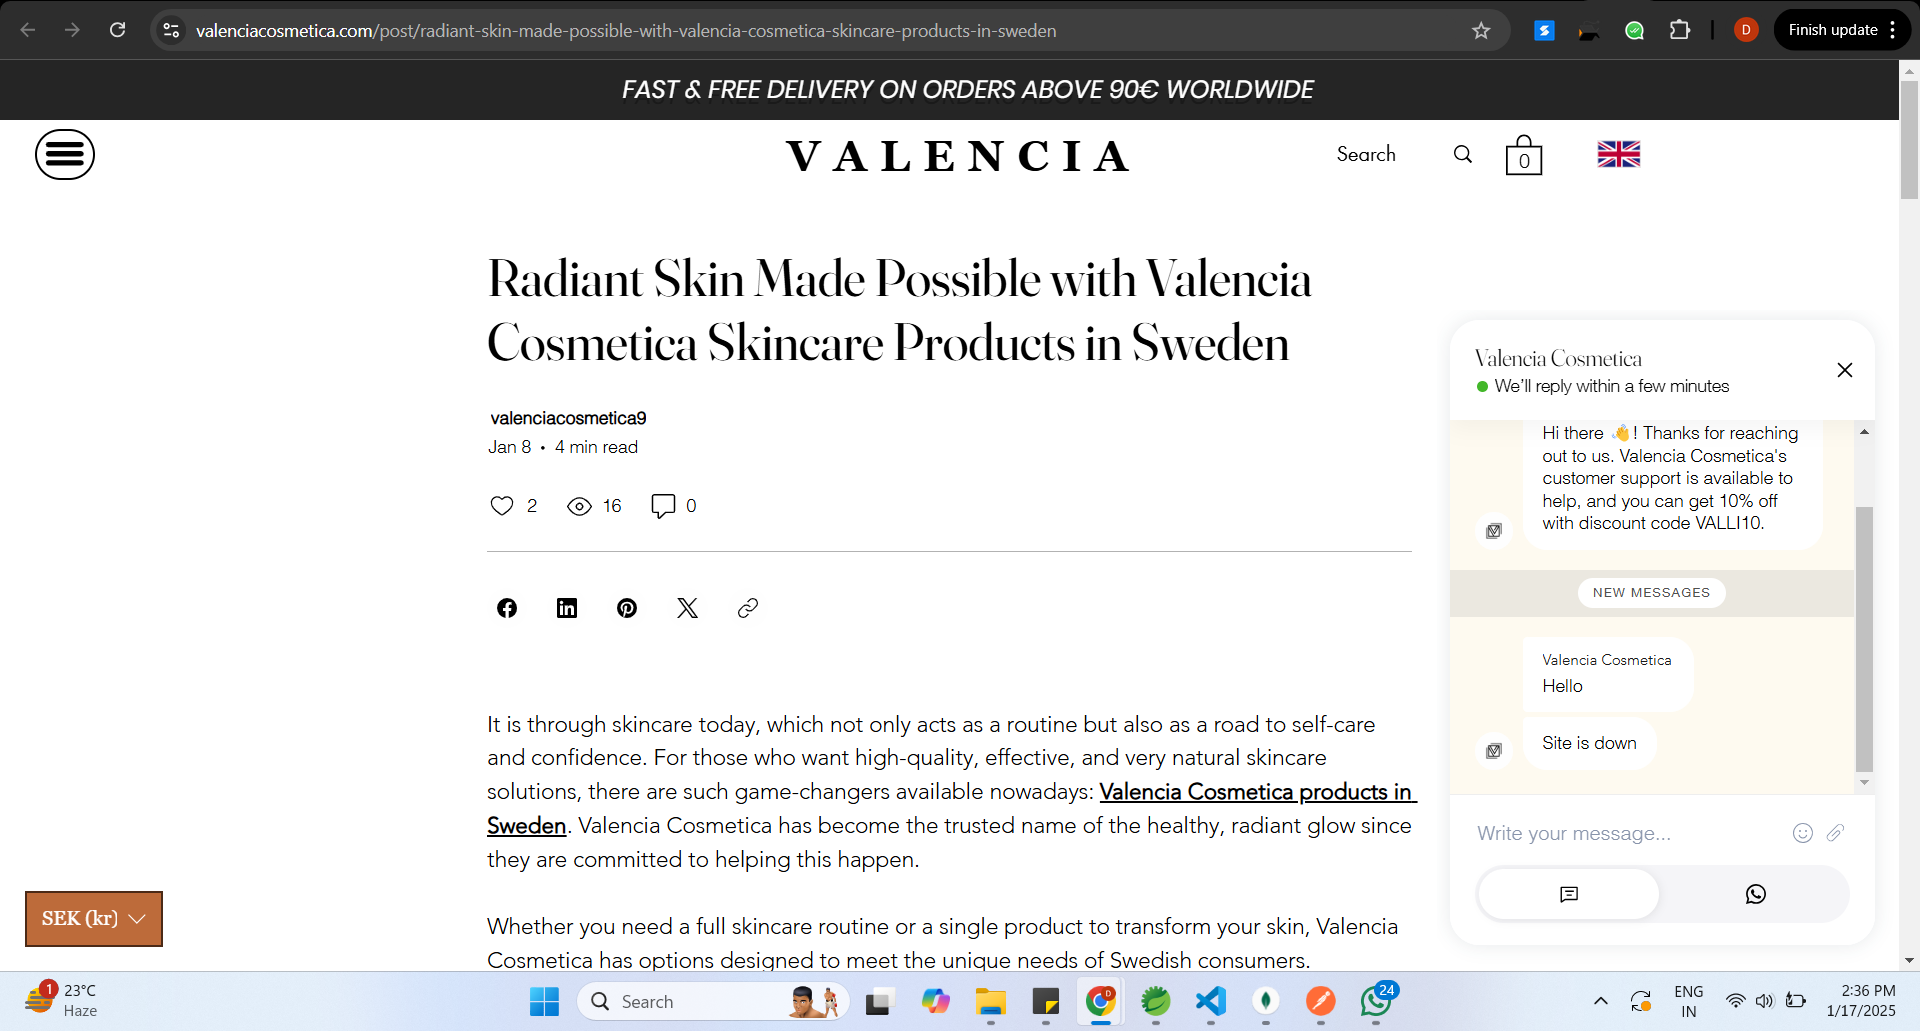 valenciacosmetica.com/post/radiant-skin-made-possible-with-valencia-cosmetica-skincare-products-in-sweden
D
Finish update
FAST & FREE DELIVERY ON ORDERS ABOVE 90€ WORLDWIDE
VALENCIA
Search
0
Radiant Skin Made Possible with Valencia
Cosmetica Skincare Products in Sweden
valenciacosmetica9
Jan 8 • 4 min read
2
16
0
It is through skincare today, which not only acts as a routine but also as a road to self-care
and confidence. For those who want high-quality, effective, and very natural skincare
solutions, there are such game-changers available nowadays: Valencia Cosmetica products in
Sweden. Valencia Cosmetica has become the trusted name of the healthy, radiant glow since
they are committed to helping this happen.
Whether you need a full skincare routine or a single product to transform your skin, Valencia
Cosmetica has options designed to meet the unique needs of Swedish consumers.
SEK (kr)
Valencia Cosmetica
We'll reply within a few minutes
Hi there 👋! Thanks for reaching
out to us. Valencia Cosmetica's
customer support is available to
help, and you can get 10% off
with discount code VALLI10.
NEW MESSAGES
Valencia Cosmetica
Hello
Site is down
Write your message...
1
23°C
Haze
Search
D
24
ENG
IN
2:36 PM
1/17/2025